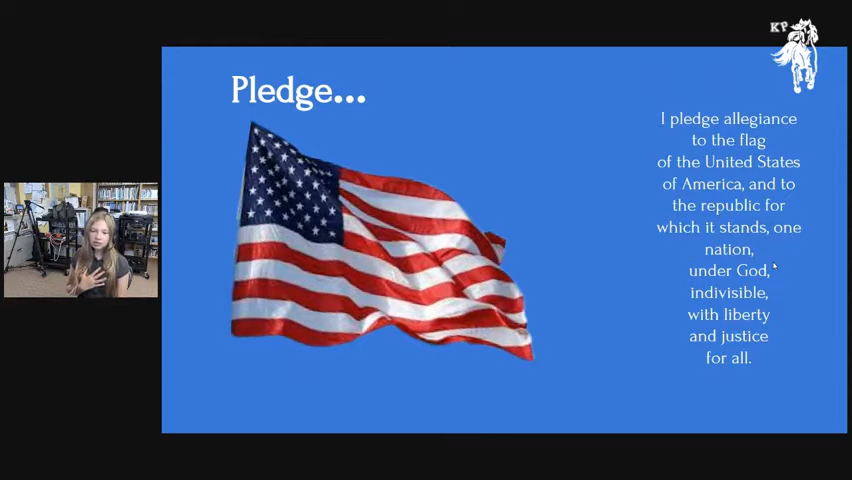 KP
Pledge...
I pledge allegiance
to the flag
of the United States
of America, and to
the republic for
which it stands, one
nation,
under God,
indivisible,
with liberty
and justice
for all.